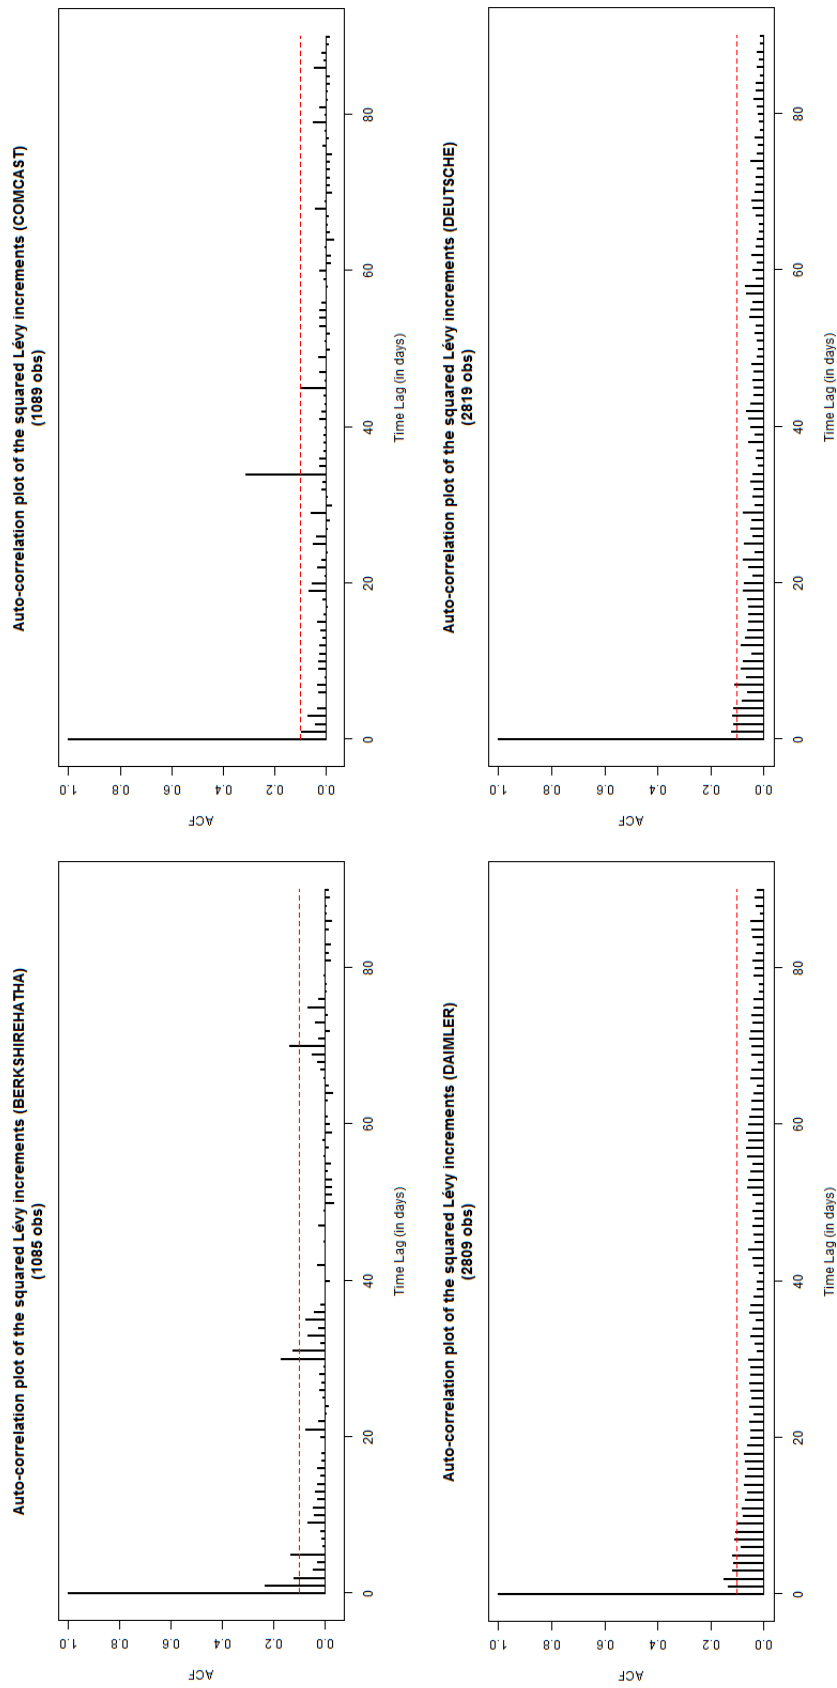 Auto-correlation plot of the squared Lévy increments (BERKSHIREHATHA)
(1085 obs)
ACF
1.0
0.8
0.6
0.4
0.2
0.0
0 20 40 60 80
Time Lag (in days)
Auto-correlation plot of the squared Lévy increments (COMCAST)
(1089 obs)
ACF
1.0
0.8
0.6
0.4
0.2
0.0
0 20 40 60 80
Time Lag (in days)
Auto-correlation plot of the squared Lévy increments (DAIMLER)
(2809 obs)
ACF
1.0
0.8
0.6
0.4
0.2
0.0
0 20 40 60 80
Time Lag (in days)
Auto-correlation plot of the squared Lévy increments (DEUTSCHE)
(2819 obs)
ACF
1.0
0.8
0.6
0.4
0.2
0.0
0 20 40 60 80
Time Lag (in days)